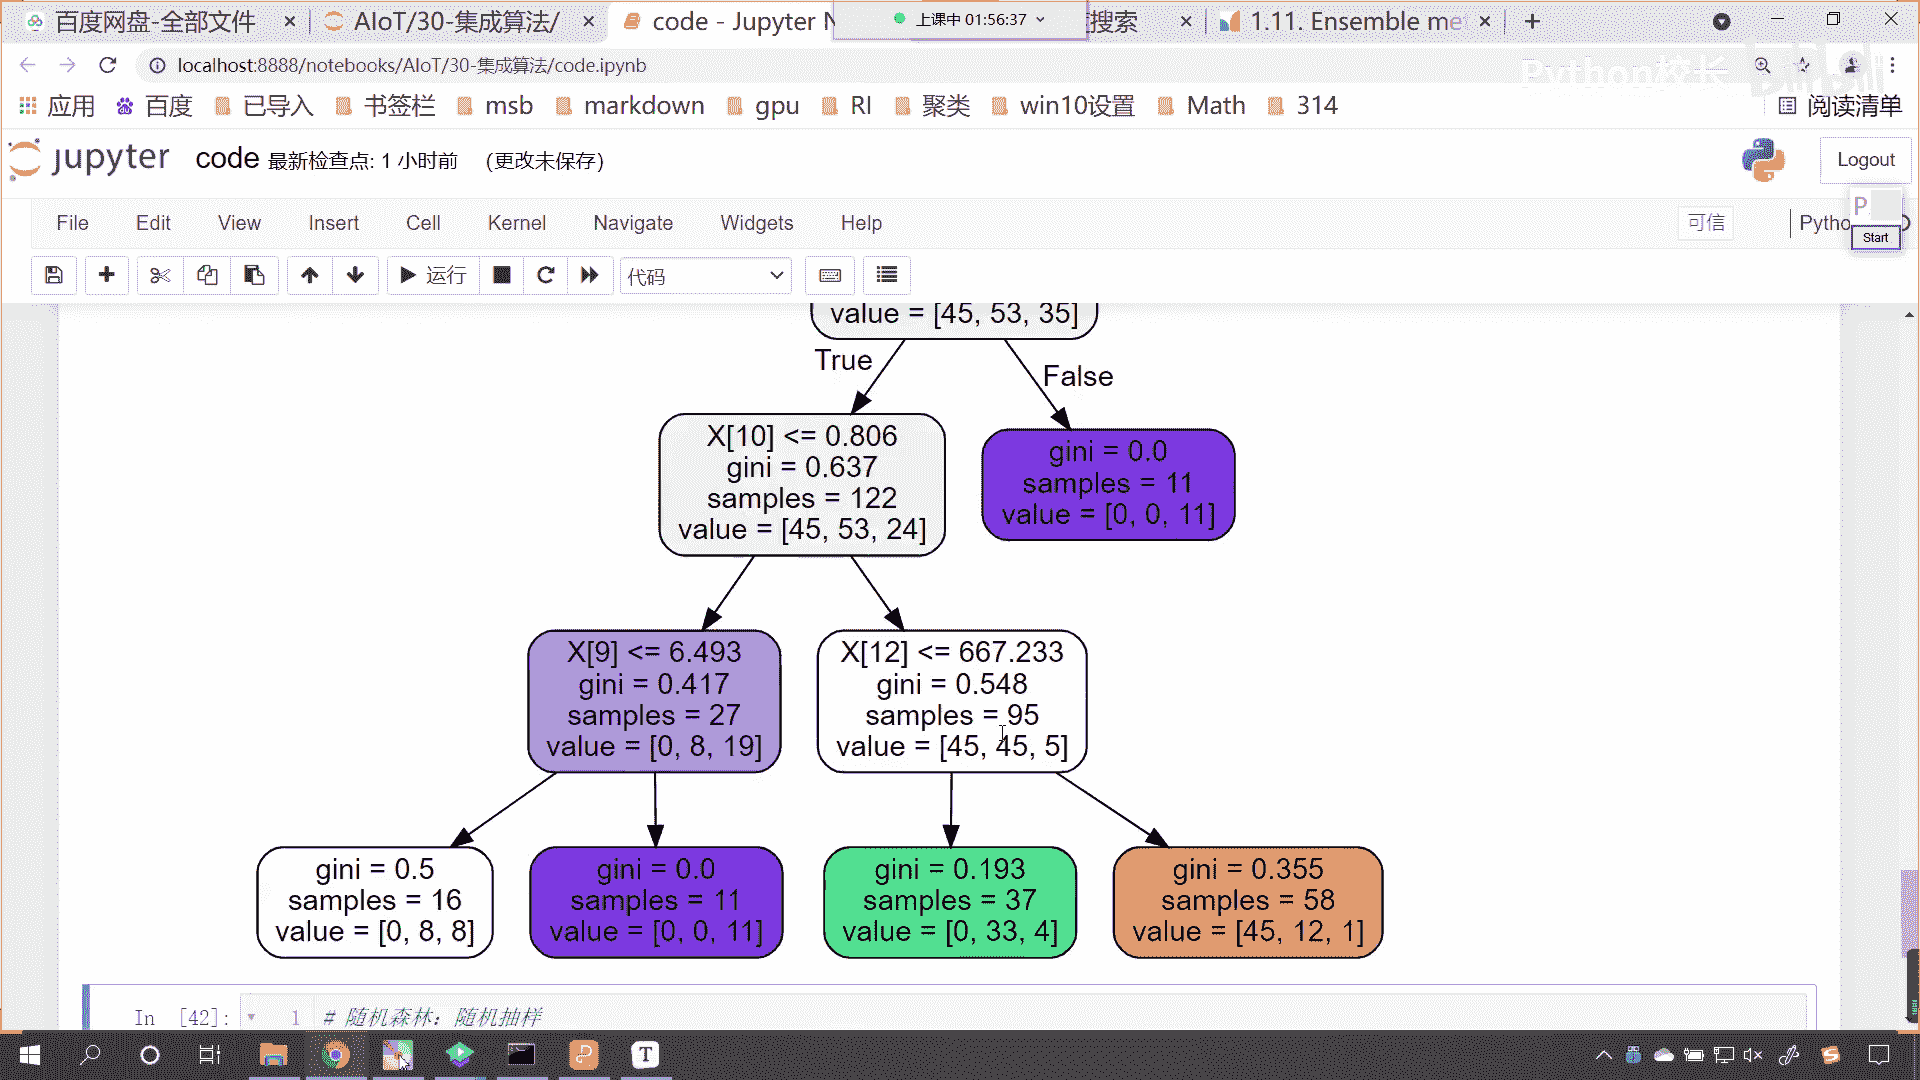 百度网盘-全部文件
AIoT/30-集成算法/
code - Jupyter N
上课中 01:56:37
搜索
1.11. Ensemble me
localhost:8888/notebooks/AIoT/30-集成算法/code.ipynb
Python校长
bilibili
应用
百度
已导入
书签栏
msb
markdown
gpu
RI
聚类
win10设置
Math
314
阅读清单
jupyter
code 最新检查点: 1 小时前 (更改未保存)
Logout
P
File Edit View Insert Cell Kernel Navigate Widgets Help
可信
Pytho
Start
运行
代码
value = [45, 53, 35]
True
False
X[10] <= 0.806
gini = 0.637
samples = 122
value = [45, 53, 24]
gini = 0.0
samples = 11
value = [0, 0, 11]
X[9] <= 6.493
gini = 0.417
samples = 27
value = [0, 8, 19]
X[12] <= 667.233
gini = 0.548
samples = 95
value = [45, 45, 5]
gini = 0.5
samples = 16
value = [0, 8, 8]
gini = 0.0
samples = 11
value = [0, 0, 11]
gini = 0.193
samples = 37
value = [0, 33, 4]
gini = 0.355
samples = 58
value = [45, 12, 1]
In [42]:
1 # 随机森林：随机抽样
T